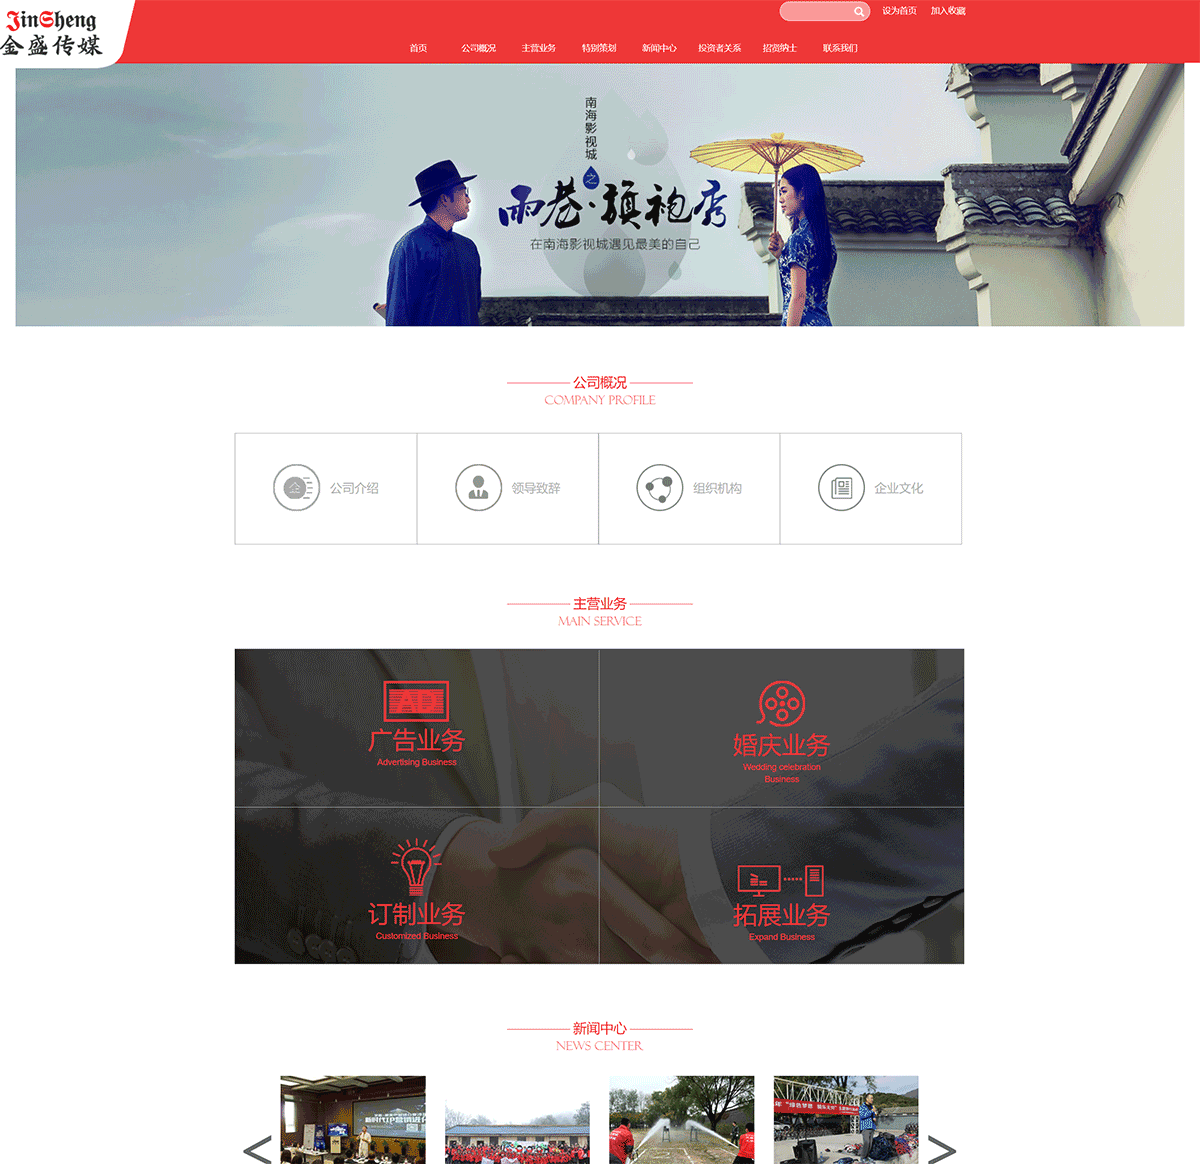 JinSheng
金盛传媒
设为首页 加入收藏
首页 公司概况 主营业务 特别策划 新闻中心 投资者关系 招贤纳士 联系我们
南海影视城
之
雨巷·旗袍秀
在南海影视城遇见最美的自己
公司概况
COMPANY PROFILE
企 公司介绍 领导致辞 组织机构 企业文化
主营业务
MAIN SERVICE
AD
广告业务
Advertising Business
婚庆业务
Wedding celebration
Business
订制业务
Customized Business
拓展业务
Expand Business
新闻中心
NEWS CENTER